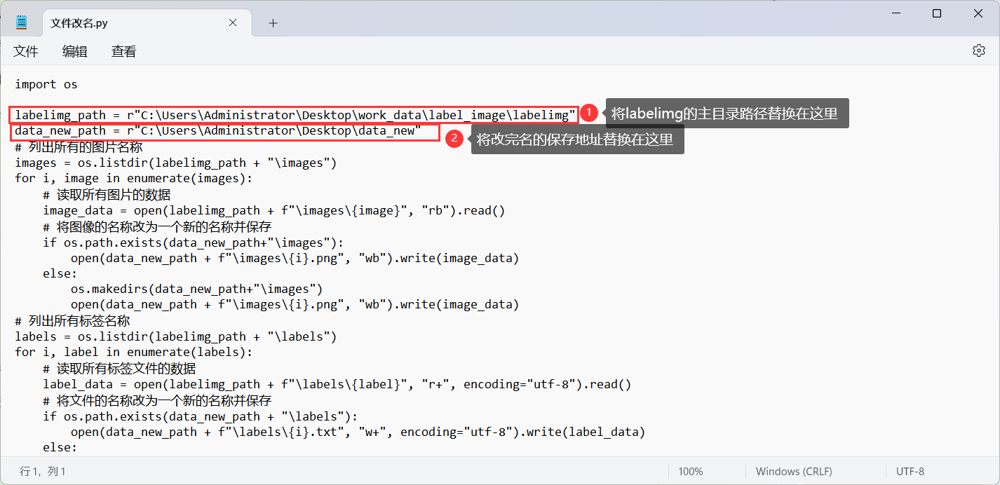 文件改名.py
文件 编辑 查看
import os
labelimg_path = r"C:\Users\Administrator\Desktop\work_data\label_image\labelimg"
1 将labelimg的主目录路径替换在这里
data_new_path = r"C:\Users\Administrator\Desktop\data_new"
2 将改完名的保存地址替换在这里
# 列出所有的图片名称
images = os.listdir(labelimg_path + "\images")
for i, image in enumerate(images):
    # 读取所有图片的数据
    image_data = open(labelimg_path + f"\images\{image}", "rb").read()
    # 将图像的名称改为一个新的名称并保存
    if os.path.exists(data_new_path+"\images"):
        open(data_new_path + f"\images\{i}.png", "wb").write(image_data)
    else:
        os.makedirs(data_new_path+"\images")
        open(data_new_path + f"\images\{i}.png", "wb").write(image_data)
# 列出所有标签名称
labels = os.listdir(labelimg_path + "\labels")
for i, label in enumerate(labels):
    # 读取所有标签文件的数据
    label_data = open(labelimg_path + f"\labels\{label}", "r+", encoding="utf-8").read()
    # 将文件的名称改为一个新的名称并保存
    if os.path.exists(data_new_path + "\labels"):
        open(data_new_path + f"\labels\{i}.txt", "w+", encoding="utf-8").write(label_data)
    else:
行 1，列 1 100% Windows (CRLF) UTF-8